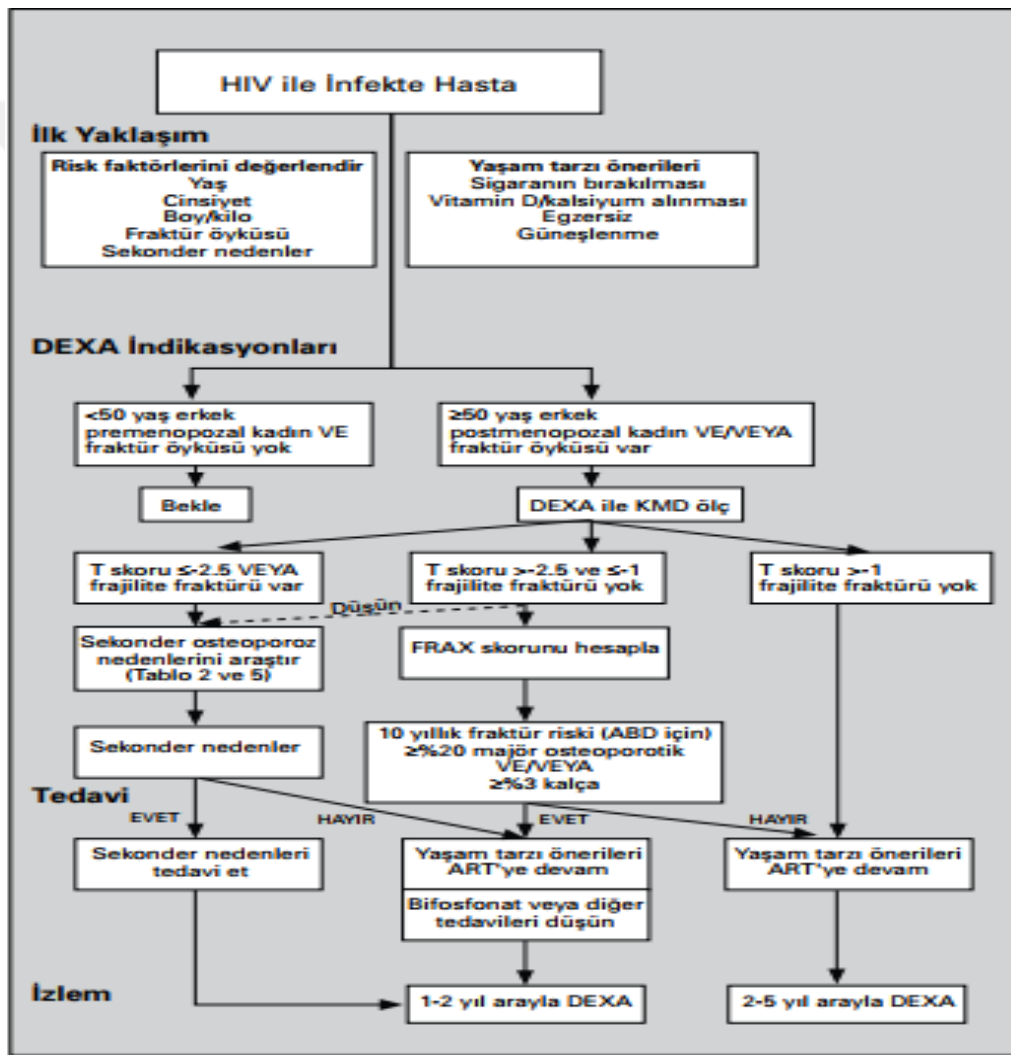 HIV ile İnfekte Hasta
İlk Yaklaşım
Risk faktörlerini değerlendir
Yaş
Cinsiyet
Boy/kilo
Fraktür öyküsü
Sekonder nedenler
Yaşam tarzı önerileri
Sigaranın bırakılması
Vitamin D/kalsiyum alınması
Egzersiz
Güneşlenme
DEXA İndikasyonları
<50 yaş erkek
premenopozal kadın VE
fraktür öyküsü yok
≥50 yaş erkek
postmenopozal kadın VE/VEYA
fraktür öyküsü var
Bekle
DEXA ile KMD ölç
T skoru ≤-2.5 VEYA
frajilite fraktürü var
T skoru >-2.5 ve ≤-1
frajilite fraktürü yok
T skoru >-1
frajilite fraktürü yok
Düşün
Sekonder osteoporoz
nedenlerini araştır
(Tablo 2 ve 5)
FRAX skorunu hesapla
Sekonder nedenler
10 yıllık fraktür riski (ABD için)
≥%20 majör osteoporotik
VE/VEYA
≥%3 kalça
Tedavi
EVET
HAYIR
EVET
HAYIR
Sekonder nedenleri
tedavi et
Yaşam tarzı önerileri
ART'ye devam
Bifosfonat veya diğer
tedavileri düşün
Yaşam tarzı önerileri
ART'ye devam
İzlem
1-2 yıl arayla DEXA
2-5 yıl arayla DEXA